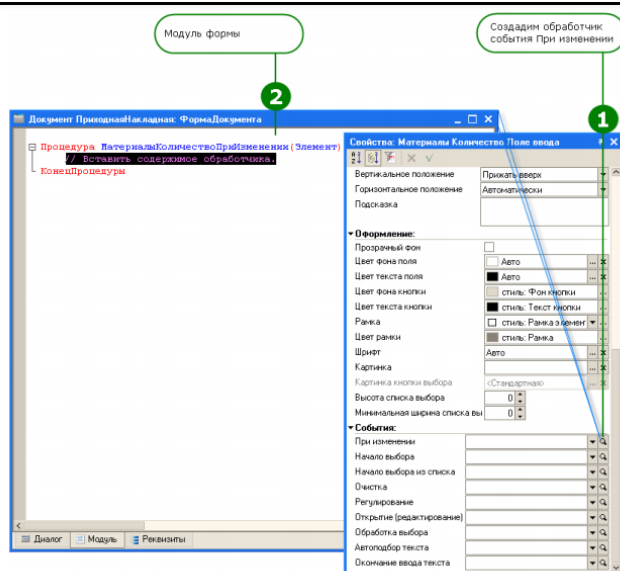 Модуль формы
Создадим обработчик
события При изменении
2
1
Документ ПриходнаяНакладная: ФормаДокумента
Процедура МатериалыКоличествоПриИзменении(Элемент)
// Вставить содержимое обработчика.
КонецПроцедуры
Диалог Модуль Реквизиты
Свойства: Материалы Количество Поле ввода
Вертикальное положение Прижать вверх
Горизонтальное положение Автоматически
Подсказка
Оформление:
Прозрачный фон
Цвет фона поля Авто ...
Цвет текста поля Авто ...
Цвет фона кнопки стиль: Фон кнопки ...
Цвет текста кнопки стиль: Текст кнопки ...
Рамка стиль: Рамка элемент
Цвет рамки стиль: Рамка ...
Шрифт Авто ...
Картинка ...
Картинка кнопки выбора <Стандартная> ...
Высота списка выбора 0
Минимальная ширина списка вы 0
События:
При изменении
Начало выбора
Начало выбора из списка
Очистка
Регулирование
Открытие (редактирование)
Обработка выбора
Автоподбор текста
Окончание ввода текста